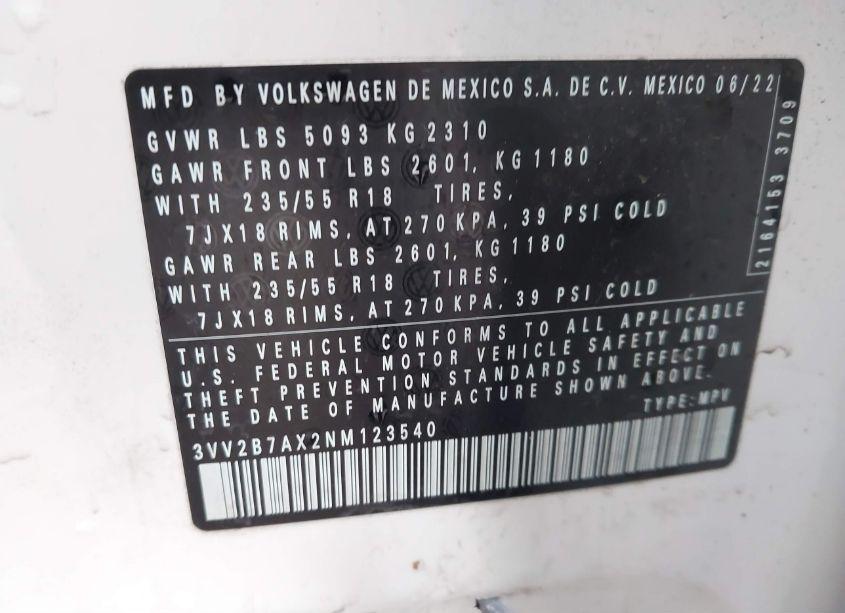 MFD BY VOLKSWAGEN DE MEXICO S.A. DE C.V. MEXICO 06/22
GVWR LBS 5093 KG 2310
GAWR FRONT LBS 2601, KG 1180
WITH 235/55 R18 TIRES,
7JX18 RIMS, AT 270 KPA, 39 PSI COLD
GAWR REAR LBS 2601, KG 1180
WITH 235/55 R18 TIRES,
7JX18 RIMS, AT 270 KPA, 39 PSI COLD
THIS VEHICLE CONFORMS TO ALL APPLICABLE
U.S. FEDERAL MOTOR VEHICLE SAFETY AND
THEFT PREVENTION STANDARDS IN EFFECT ON
THE DATE OF MANUFACTURE SHOWN ABOVE.
3VV2B7AX2NM123540 TYPE: MPV
2164153 3709